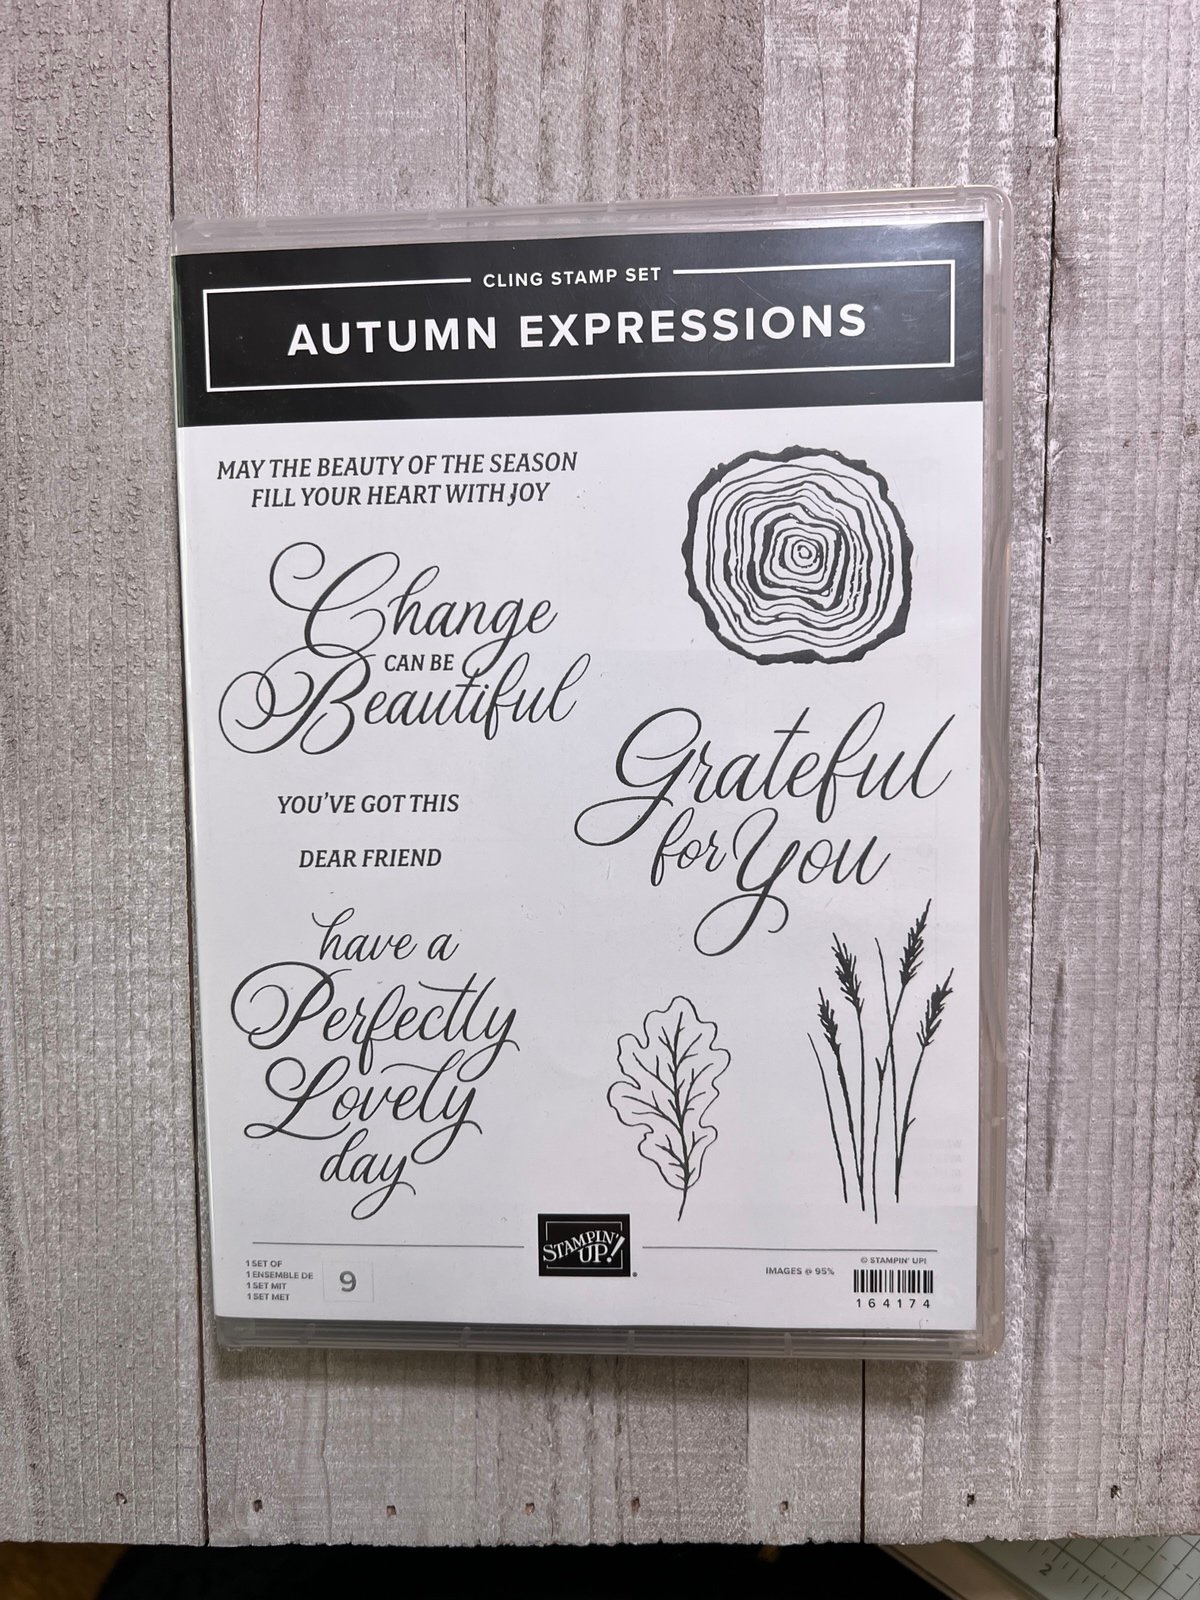 CLING STAMP SET
AUTUMN EXPRESSIONS
MAY THE BEAUTY OF THE SEASON
FILL YOUR HEART WITH JOY
Change
CAN BE
Beautiful
Grateful
for You
YOU'VE GOT THIS
DEAR FRIEND
have a
Perfectly
Lovely
day
STAMPIN'
UP!
1 SET OF
1 ENSEMBLE DE
1 SET MIT
1 SET MET
9
IMAGES @ 95%
© STAMPIN' UP!
164174
2